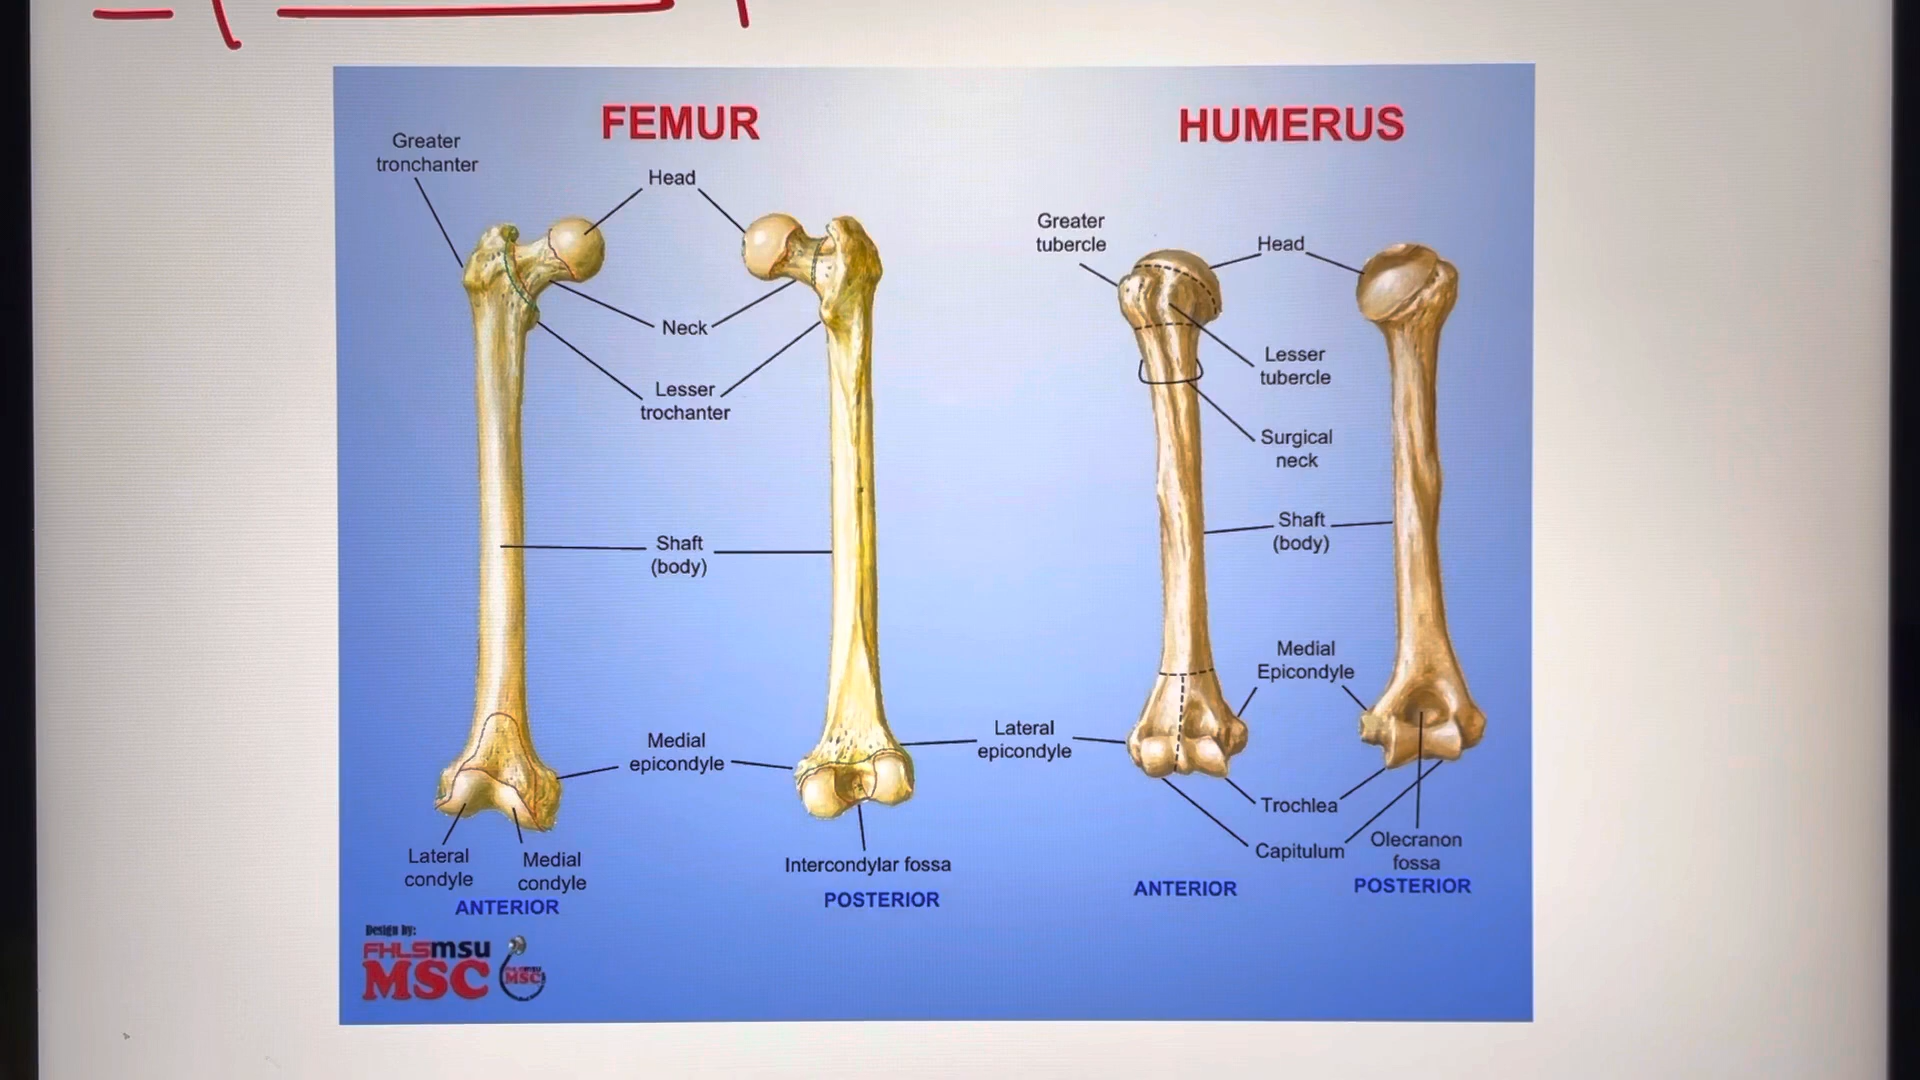 FEMUR
HUMERUS
Greater
tronchanter
Head
Neck
Lesser
trochanter
Shaft
(body)
Medial
epicondyle
Lateral
epicondyle
Lateral
condyle
Medial
condyle
Intercondylar fossa
ANTERIOR
POSTERIOR
Greater
tubercle
Head
Lesser
tubercle
Surgical
neck
Shaft
(body)
Medial
Epicondyle
Trochlea
Capitulum
Olecranon
fossa
ANTERIOR
POSTERIOR
Design by:
FHLSmsu
MSC
MSC